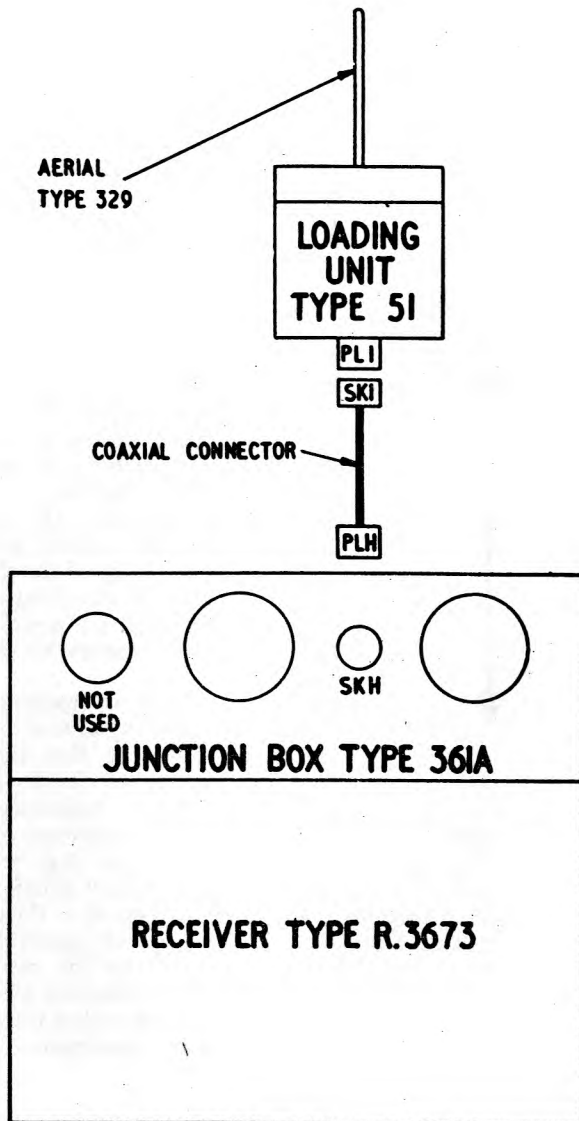 AERIAL
TYPE 329
LOADING
UNIT
TYPE 51
PL1
SK1
COAXIAL CONNECTOR
PLH
NOT
USED
SKH
JUNCTION BOX TYPE 361A
RECEIVER TYPE R.3673